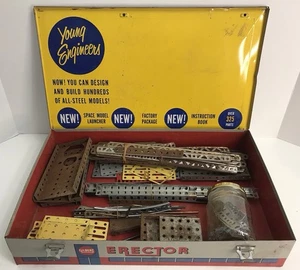 Young
Engineers
NOW! YOU CAN DESIGN
AND BUILD HUNDREDS
OF ALL-STEEL MODELS!
NEW! SPACE MODEL LAUNCHER
NEW! FACTORY PACKAGE
NEW! INSTRUCTION BOOK
OVER 325 PARTS
ERECTOR